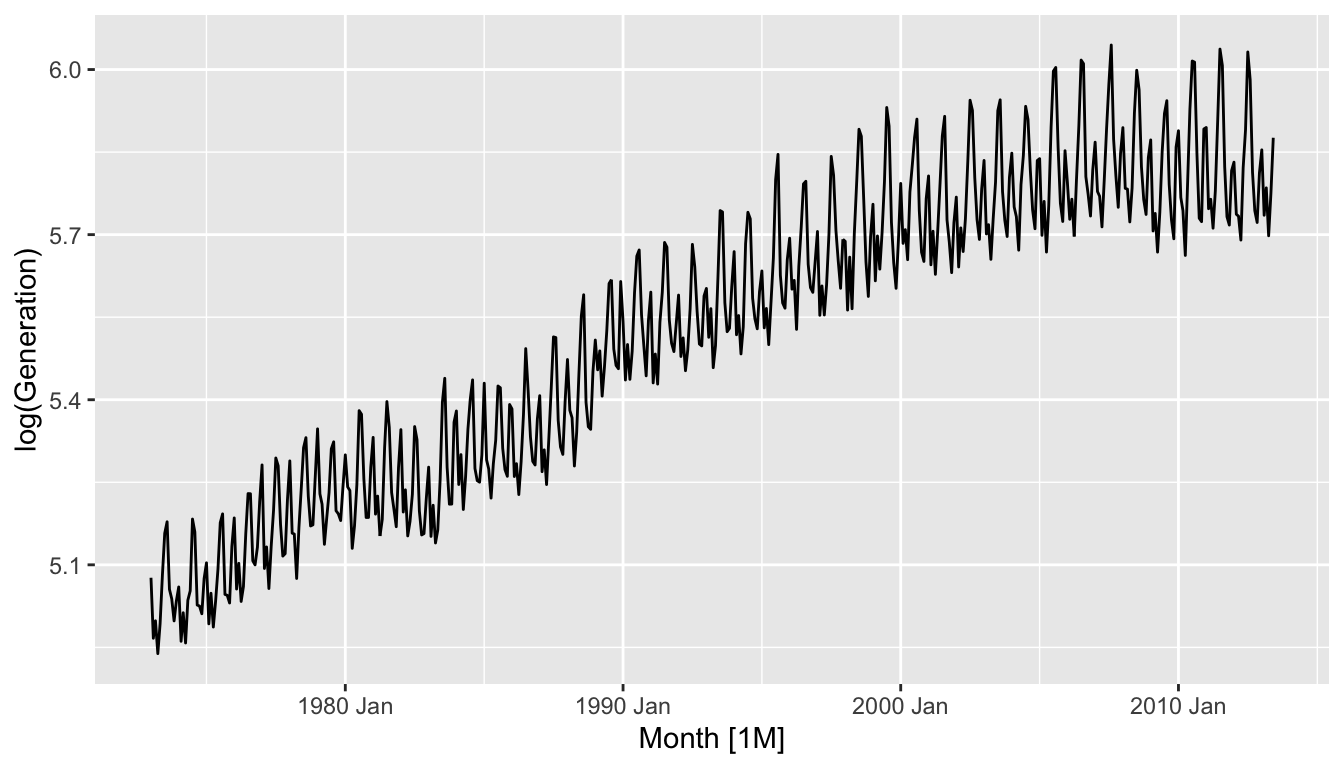 6.0
5.7
5.4
5.1
log(Generation)
1980 Jan
2000 Jan
1990 Jan
2010 Jan
Month [1M]